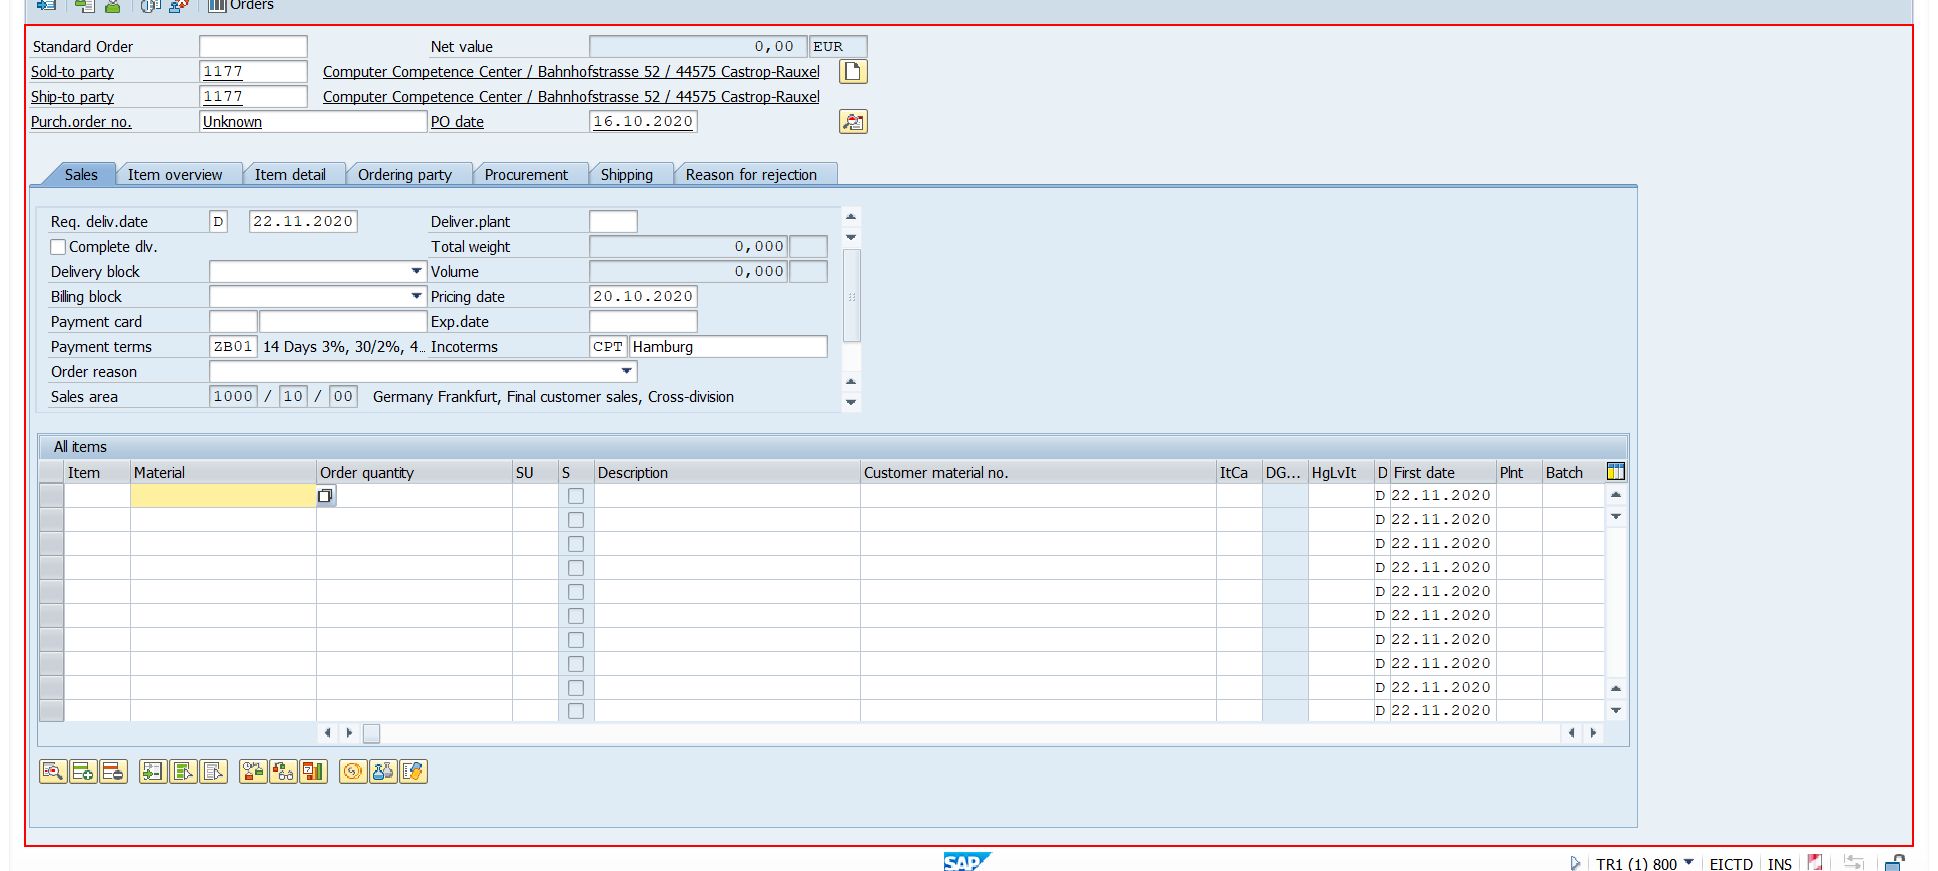 Orders
Standard Order Net value 0,00 EUR
Sold-to party 1177 Computer Competence Center / Bahnhofstrasse 52 / 44575 Castrop-Rauxel
Ship-to party 1177 Computer Competence Center / Bahnhofstrasse 52 / 44575 Castrop-Rauxel
Purch.order no. Unknown PO date 16.10.2020
Sales Item overview Item detail Ordering party Procurement Shipping Reason for rejection
Req. deliv.date D 22.11.2020 Deliver.plant
Complete dlv. Total weight 0,000
Delivery block Volume 0,000
Billing block Pricing date 20.10.2020
Payment card Exp.date
Payment terms ZB01 14 Days 3%, 30/2%, 4... Incoterms CPT Hamburg
Order reason
Sales area 1000 / 10 / 00 Germany Frankfurt, Final customer sales, Cross-division
All items
Item Material Order quantity SU S Description Customer material no. ItCa DG... HgLvIt D First date Plnt Batch
D 22.11.2020
D 22.11.2020
D 22.11.2020
D 22.11.2020
D 22.11.2020
D 22.11.2020
D 22.11.2020
D 22.11.2020
D 22.11.2020
D 22.11.2020
SAP TR1 (1) 800 EICTD INS